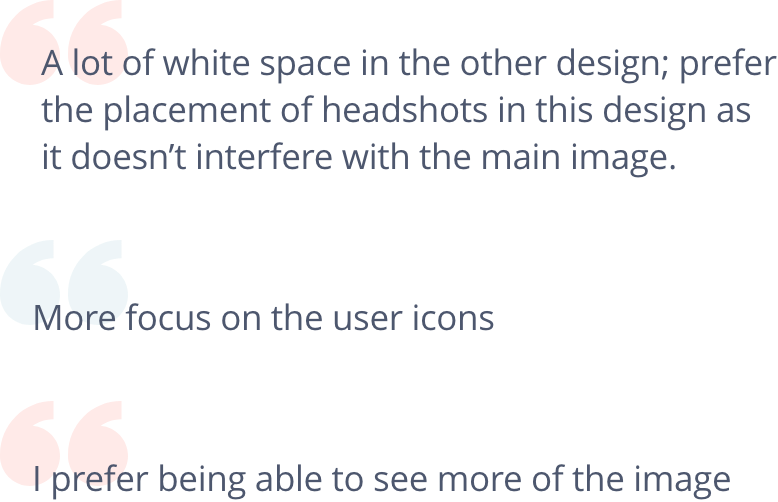 A lot of white space in the other design; prefer
the placement of headshots in this design as
it doesn’t interfere with the main image.
More focus on the user icons
I prefer being able to see more of the image